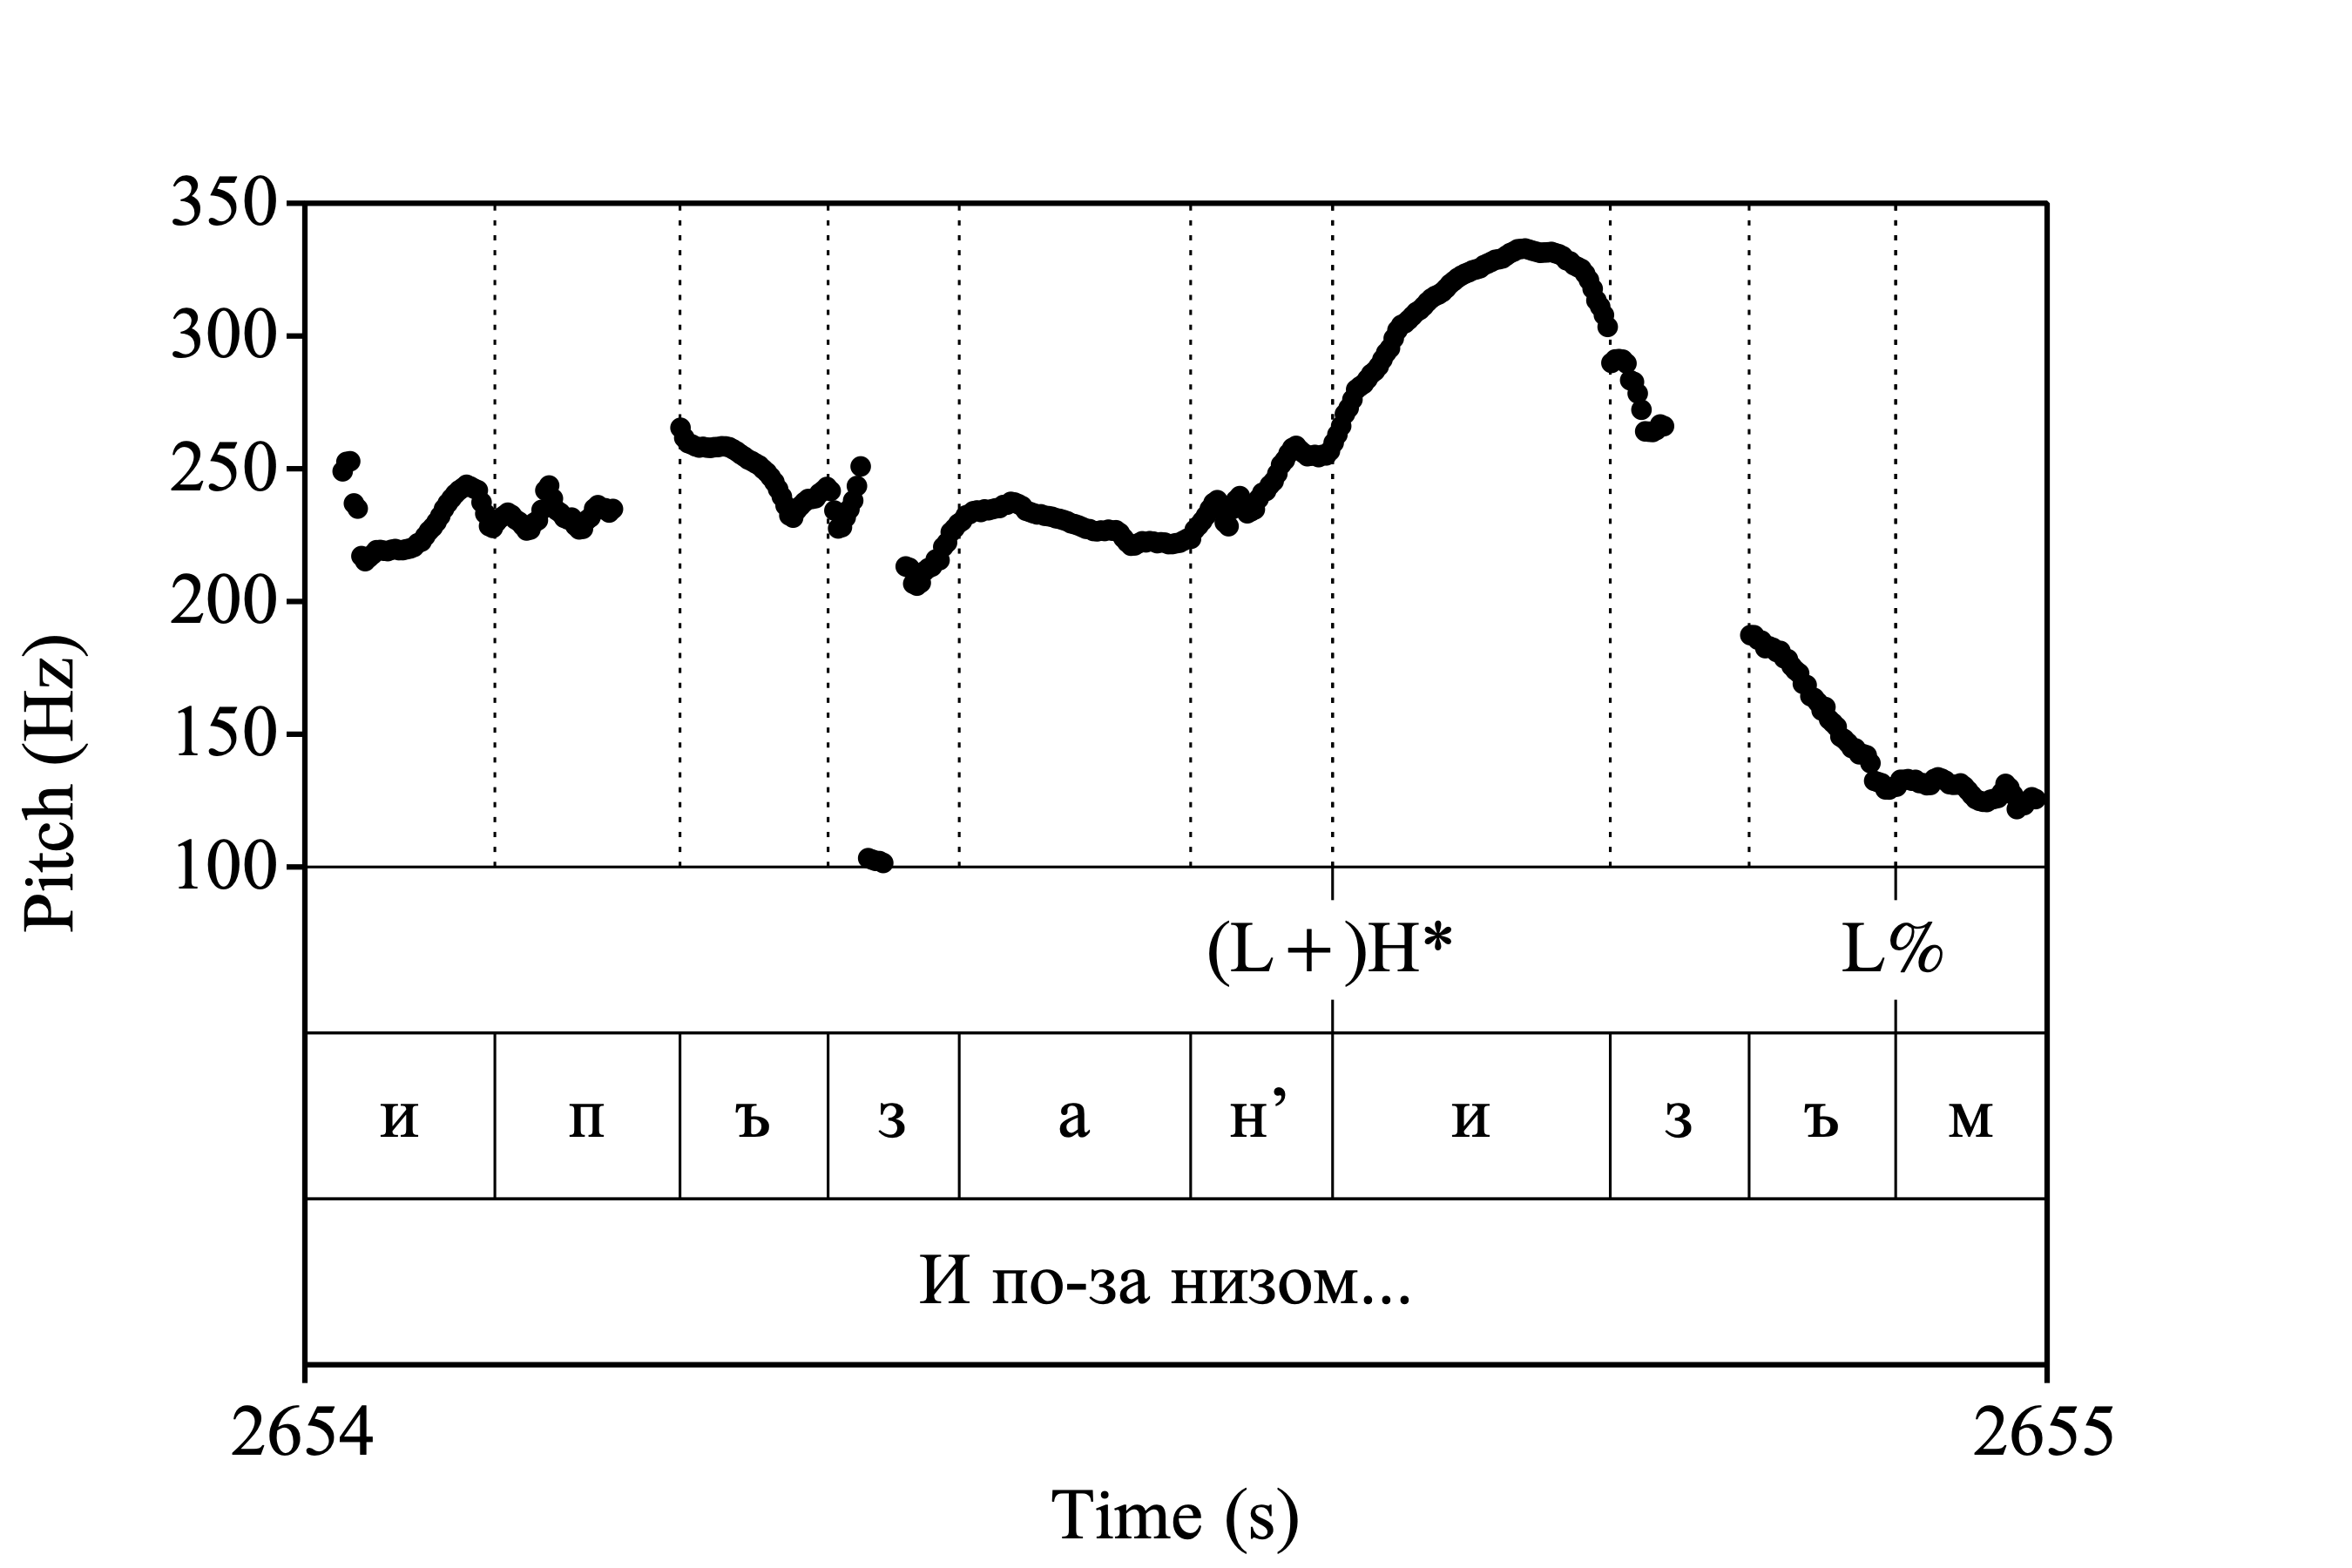 350
300
250
200
150
100
Pitch (Hz)
(L + )H* L%
и п ъ з а н’ и з ъ м
И по-за низом...
2654 2655
Time (s)